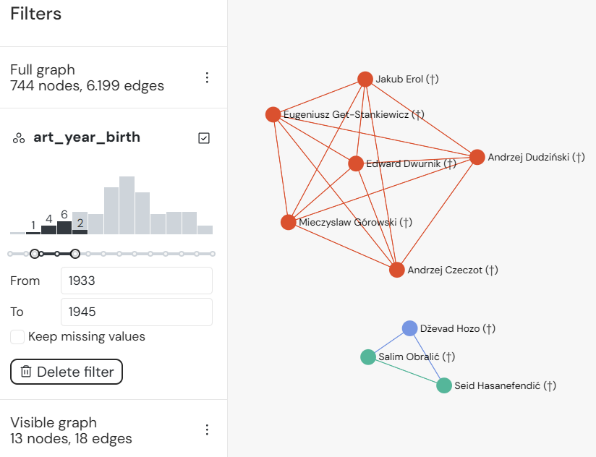 Filters
Full graph
744 nodes, 6.199 edges
art_year_birth
1
4
6
2
From
1933
To
1945
Keep missing values
Delete filter
Visible graph
13 nodes, 18 edges
Jakub Erol (†)
Eugeniusz Get-Stankiewicz (†)
Andrzej Dudziński (†)
Edward Dwurnik (†)
Mieczysław Górowski (†)
Andrzej Czeczot (†)
Dževad Hozo (†)
Salim Obralić (†)
Seid Hasanefendić (†)